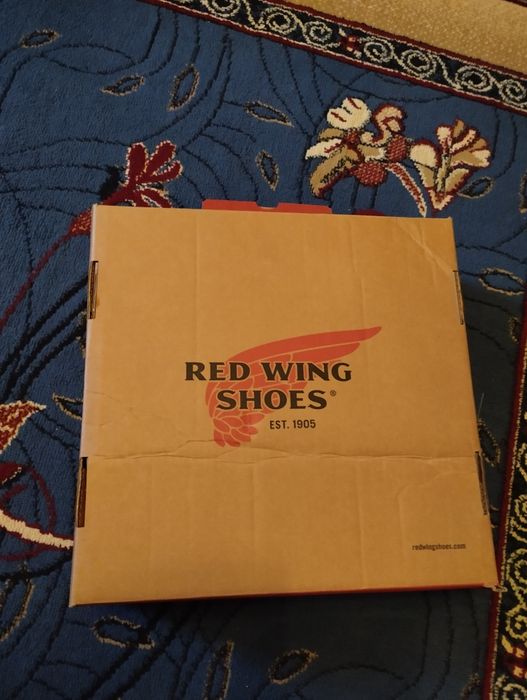 RED WING
SHOES®
EST. 1905
redwingshoes.com